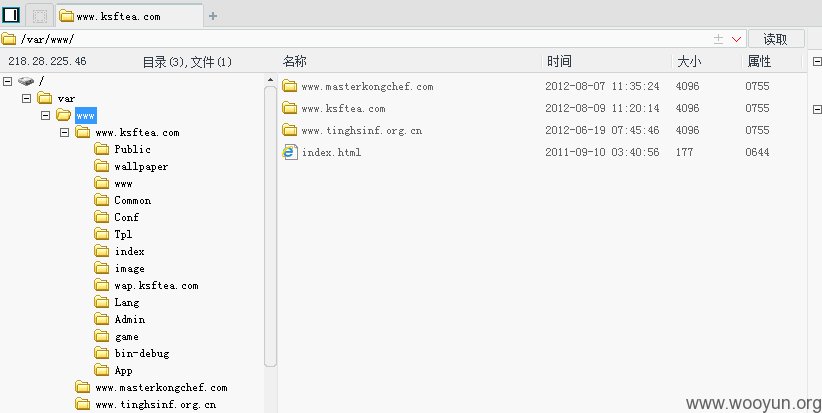 www.ksftea.com
/var/www/ 读取
218.28.225.46 目录(3),文件(1) 名称 时间 大小 属性
/
var
www
www.ksftea.com
Public
wallpaper
www
Common
Conf
Tpl
index
image
wap.ksftea.com
Lang
Admin
game
bin-debug
App
www.masterkongchef.com
www.tinghsinf.org.cn
www.masterkongchef.com 2012-08-07 11:35:24 4096 0755
www.ksftea.com 2012-08-09 11:20:14 4096 0755
www.tinghsinf.org.cn 2012-06-19 07:45:46 4096 0755
index.html 2011-09-10 03:40:56 177 0644
www.wooyun.org